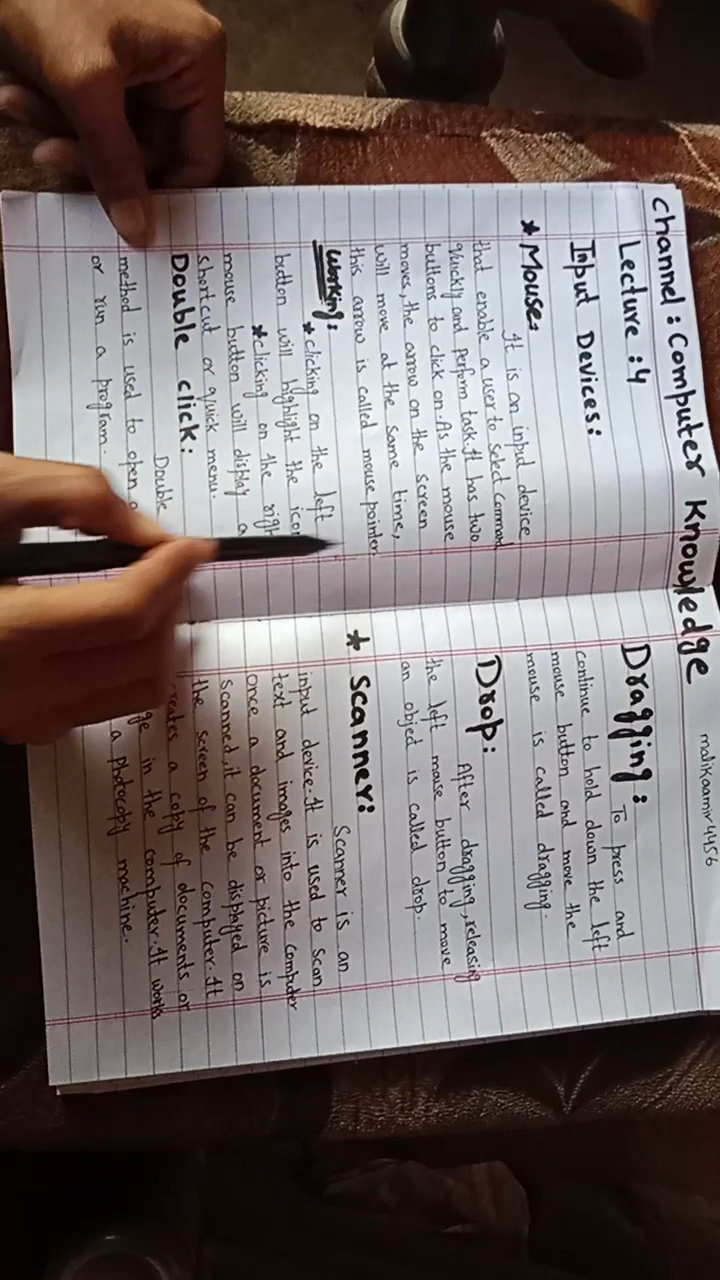 Channel: Computer Knowledge
malikaamir4456
Lecture: 4
Input Devices:
* Mouse:
It is an input device
that enable a user to select command
quickly and perform task. It has two
buttons to click on. As the mouse
moves, the arrow on the screen
will move at the same time,
this arrow is called mouse pointer
Working:
* clicking on the left
button will highlight the
* clicking on the
mouse button will display a
shortcut or quick menu.
Double click:
Double
method is used to open
or run a program.
Dragging:
To press and
continue to hold down the left
mouse button and move the
mouse is called dragging.
Drop:
After dragging, releasing
the left mouse button to move
an object is called drop.
* Scanner:
Scanner is an
input device. It is used to scan
text and images into the computer
once a document or picture is
scanned, it can be displayed on
the screen of the computer. It
a copy of documents or
in the computer. It works
a photocopy machine.